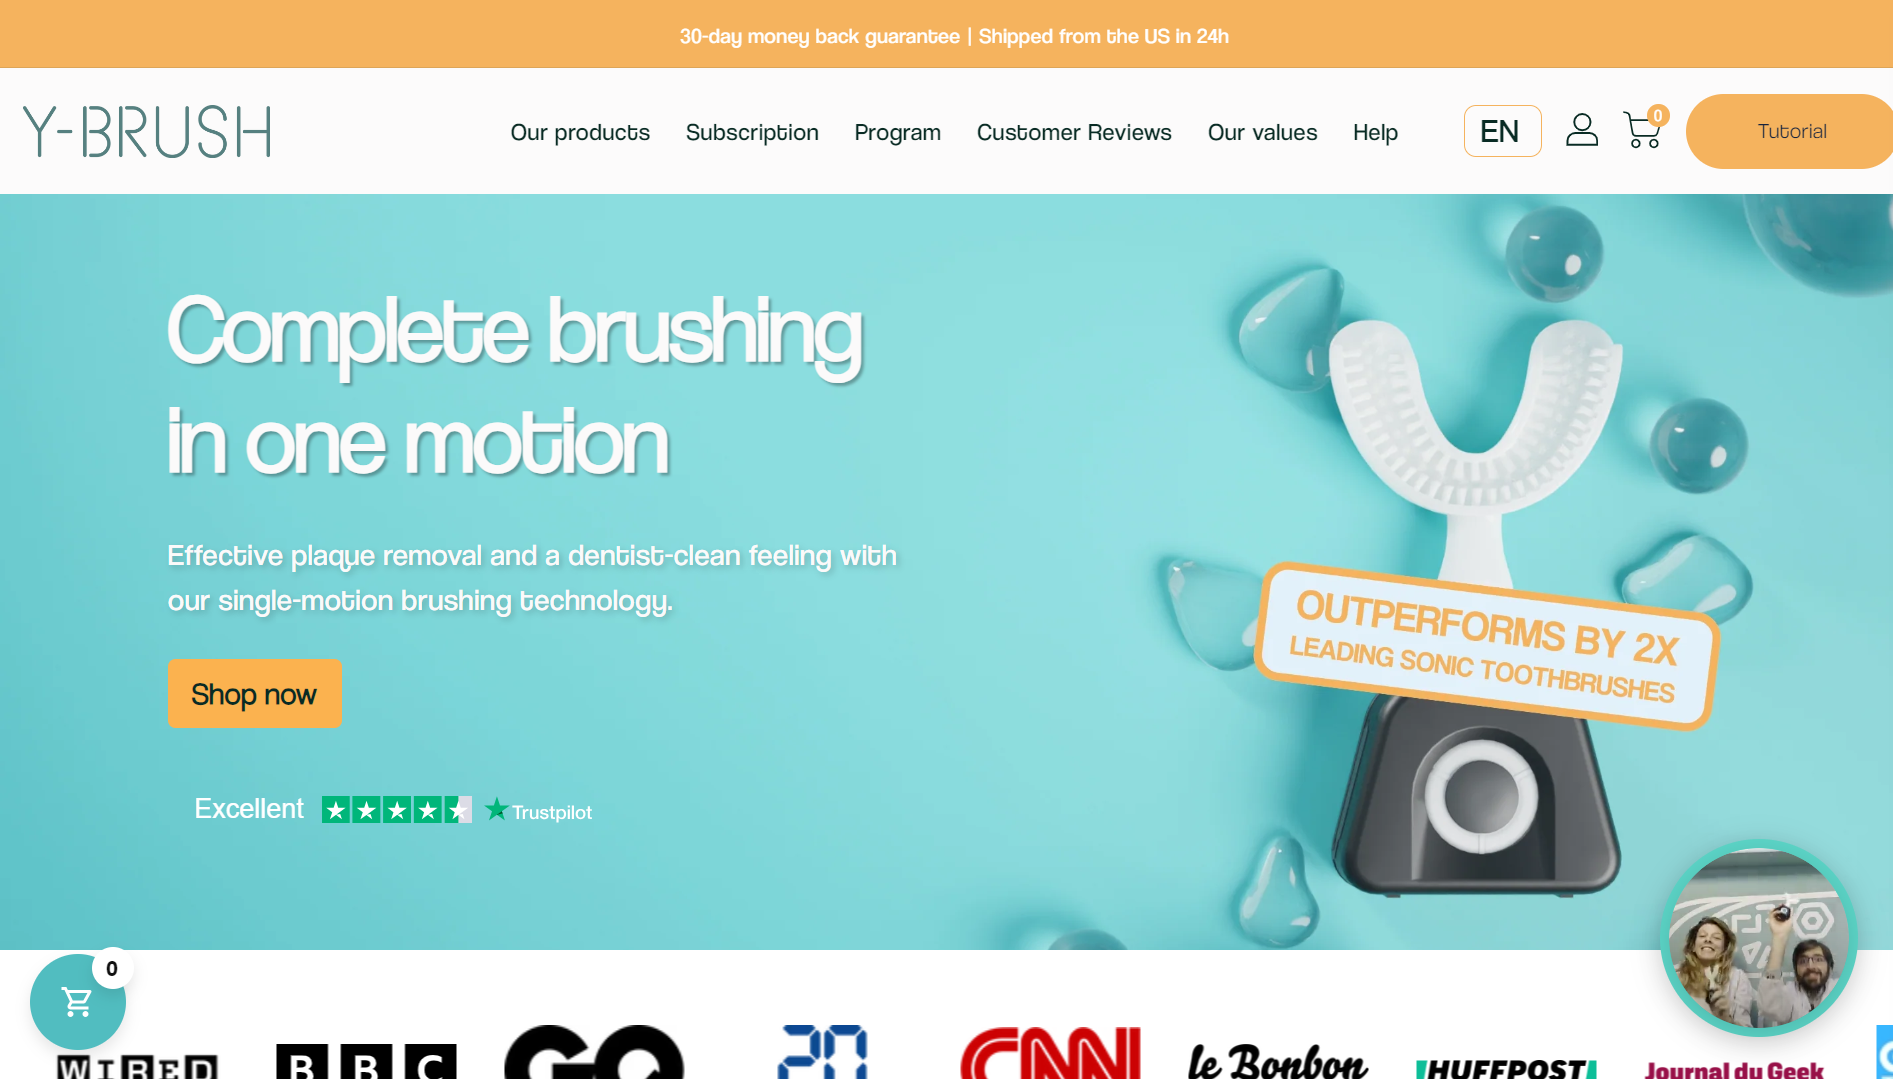 30-day money back guarantee | Shipped from the US in 24h
Y-BRUSH
Our products
Subscription
Program
Customer Reviews
Our values
Help
EN
0
Tutorial
Complete brushing
in one motion
Effective plaque removal and a dentist-clean feeling with
our single-motion brushing technology.
Shop now
Excellent
Trustpilot
OUTPERFORMS BY 2X
LEADING SONIC TOOTHBRUSHES
0
WIRED
BBC
GQ
20
CNN
le Bonbon
HUFFPOST
Journal du Geek